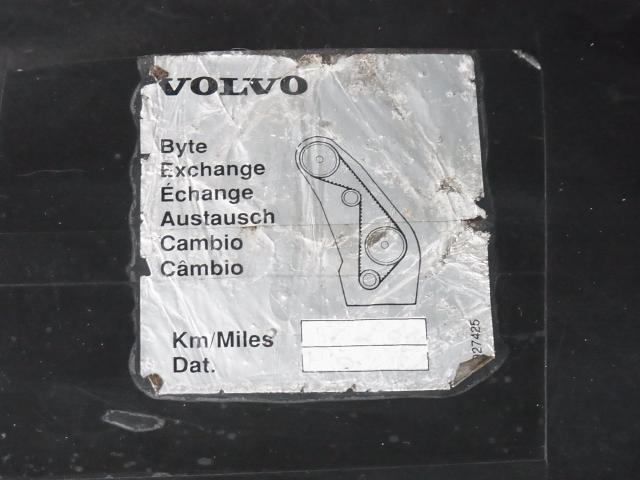 VOLVO
Byte
Exchange
Échange
Austausch
Cambio
Câmbio
Km/Miles
Dat.
27425